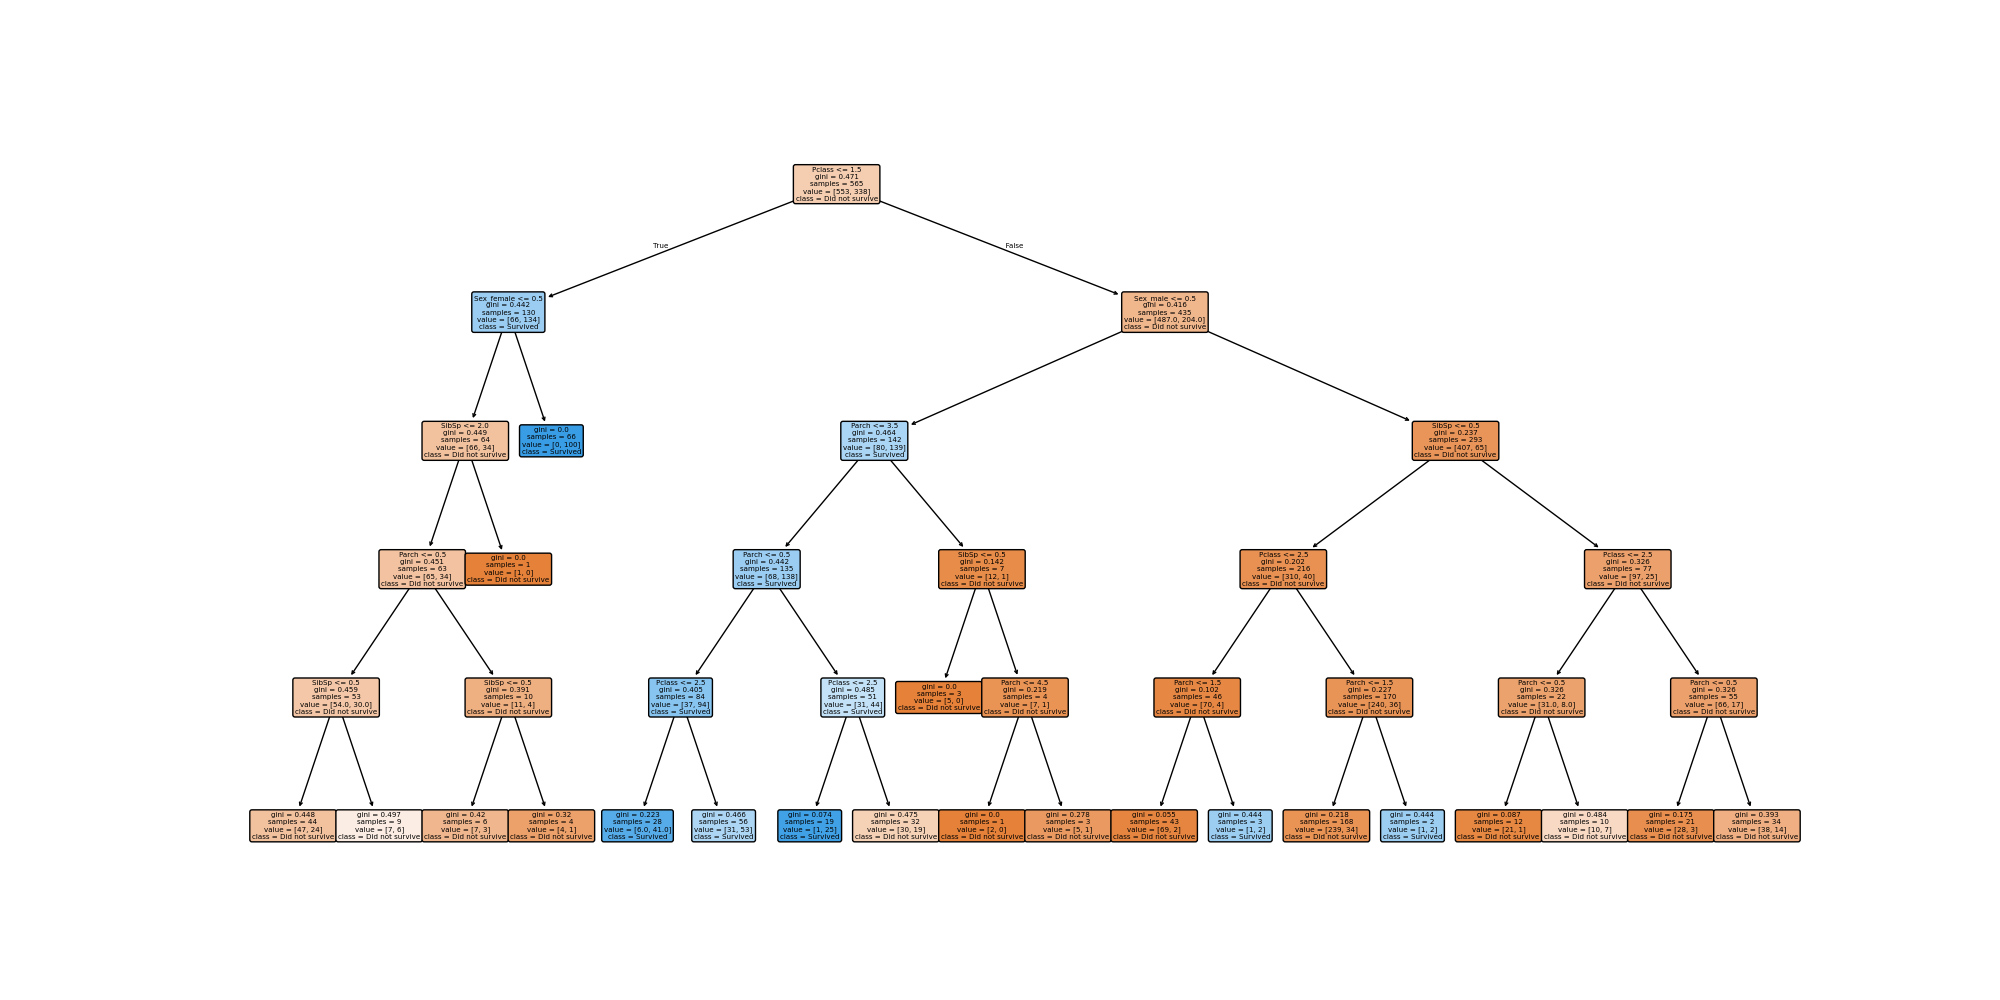 Pclass <= 1.5
gini = 0.471
samples = 565
value = [553, 338]
class = Did not survive
True
False
Sex_female <= 0.5
gini = 0.442
samples = 130
value = [66, 134]
class = Survived
Sex_male <= 0.5
gini = 0.416
samples = 435
value = [487.0, 204.0]
class = Did not survive
SibSp <= 2.0
gini = 0.449
samples = 64
value = [66, 34]
class = Did not survive
gini = 0.0
samples = 66
value = [0, 100]
class = Survived
Parch <= 3.5
gini = 0.464
samples = 142
value = [80, 139]
class = Survived
SibSp <= 0.5
gini = 0.237
samples = 293
value = [407, 65]
class = Did not survive
Parch <= 0.5
gini = 0.451
samples = 63
value = [65, 34]
class = Did not survive
gini = 0.0
samples = 1
value = [1, 0]
class = Did not survive
Parch <= 0.5
gini = 0.442
samples = 135
value = [68, 138]
class = Survived
SibSp <= 0.5
gini = 0.142
samples = 7
value = [12, 1]
class = Did not survive
Pclass <= 2.5
gini = 0.202
samples = 216
value = [310, 40]
class = Did not survive
Pclass <= 2.5
gini = 0.326
samples = 77
value = [97, 25]
class = Did not survive
SibSp <= 0.5
gini = 0.459
samples = 53
value = [54.0, 30.0]
class = Did not survive
SibSp <= 0.5
gini = 0.391
samples = 10
value = [11, 4]
class = Did not survive
Pclass <= 2.5
gini = 0.405
samples = 84
value = [37, 94]
class = Survived
Pclass <= 2.5
gini = 0.485
samples = 51
value = [31, 44]
class = Survived
gini = 0.0
samples = 3
value = [5, 0]
class = Did not survive
Parch <= 4.5
gini = 0.219
samples = 4
value = [7, 1]
class = Did not survive
Parch <= 1.5
gini = 0.102
samples = 46
value = [70, 4]
class = Did not survive
Parch <= 1.5
gini = 0.227
samples = 170
value = [240, 36]
class = Did not survive
Parch <= 0.5
gini = 0.326
samples = 22
value = [31.0, 8.0]
class = Did not survive
Parch <= 0.5
gini = 0.326
samples = 55
value = [66, 17]
class = Did not survive
gini = 0.448
samples = 44
value = [47, 24]
class = Did not survive
gini = 0.497
samples = 9
value = [7, 6]
class = Did not survive
gini = 0.42
samples = 6
value = [7, 3]
class = Did not survive
gini = 0.32
samples = 4
value = [4, 1]
class = Did not survive
gini = 0.223
samples = 28
value = [6.0, 41.0]
class = Survived
gini = 0.466
samples = 56
value = [31, 53]
class = Survived
gini = 0.074
samples = 19
value = [1, 25]
class = Survived
gini = 0.475
samples = 32
value = [30, 19]
class = Did not survive
gini = 0.0
samples = 1
value = [2, 0]
class = Did not survive
gini = 0.278
samples = 3
value = [5, 1]
class = Did not survive
gini = 0.055
samples = 43
value = [69, 2]
class = Did not survive
gini = 0.444
samples = 3
value = [1, 2]
class = Survived
gini = 0.218
samples = 168
value = [239, 34]
class = Did not survive
gini = 0.444
samples = 2
value = [1, 2]
class = Survived
gini = 0.087
samples = 12
value = [21, 1]
class = Did not survive
gini = 0.484
samples = 10
value = [10, 7]
class = Did not survive
gini = 0.175
samples = 21
value = [28, 3]
class = Did not survive
gini = 0.393
samples = 34
value = [38, 14]
class = Did not survive